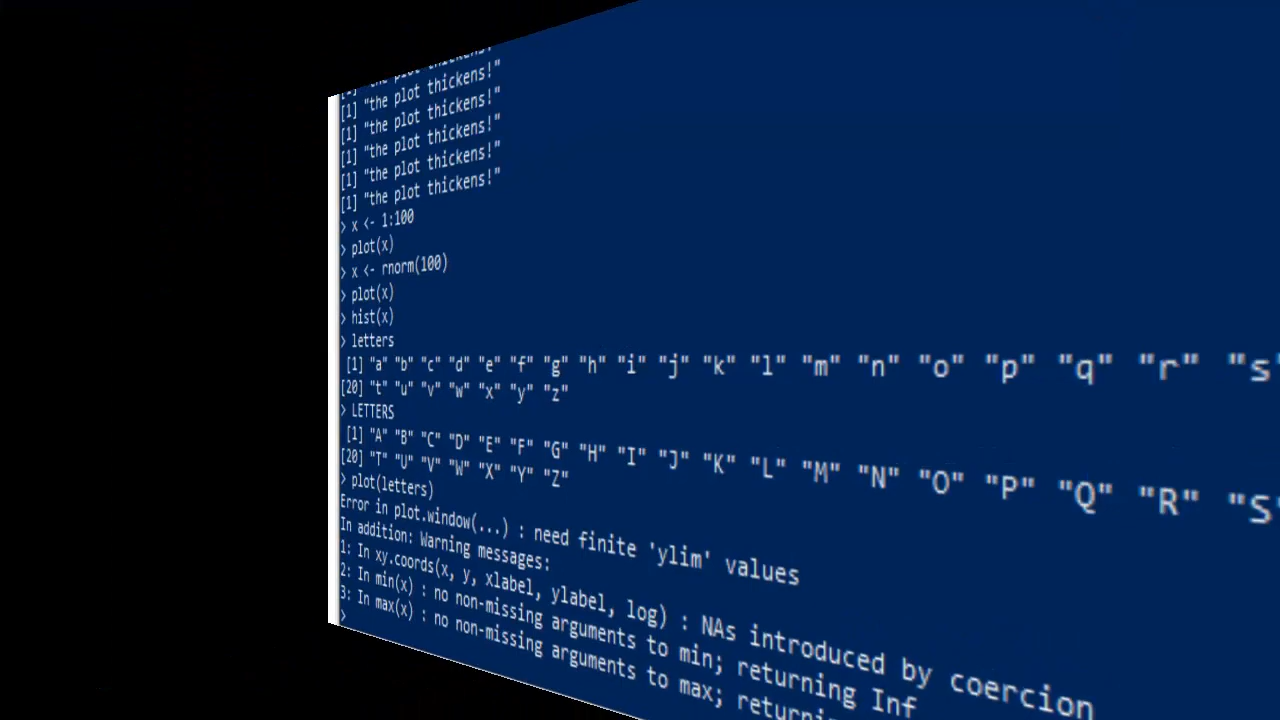 [1] "the plot thickens!"
[1] "the plot thickens!"
[1] "the plot thickens!"
[1] "the plot thickens!"
[1] "the plot thickens!"
[1] "the plot thickens!"
> x <- 1:100
> plot(x)
> x <- rnorm(100)
> plot(x)
> hist(x)
> letters
[1] "a" "b" "c" "d" "e" "f" "g" "h" "i" "j" "k" "l" "m" "n" "o" "p" "q" "r" "s"
[20] "t" "u" "v" "w" "x" "y" "z"
> LETTERS
[1] "A" "B" "C" "D" "E" "F" "G" "H" "I" "J" "K" "L" "M" "N" "O" "P" "Q" "R" "S"
[20] "T" "U" "V" "W" "X" "Y" "Z"
> plot(letters)
Error in plot.window(...) : need finite 'ylim' values
In addition: Warning messages:
1: In xy.coords(x, y, xlabel, ylabel, log) : NAs introduced by coercion
2: In min(x) : no non-missing arguments to min; returning Inf
3: In max(x) : no non-missing arguments to max;
>